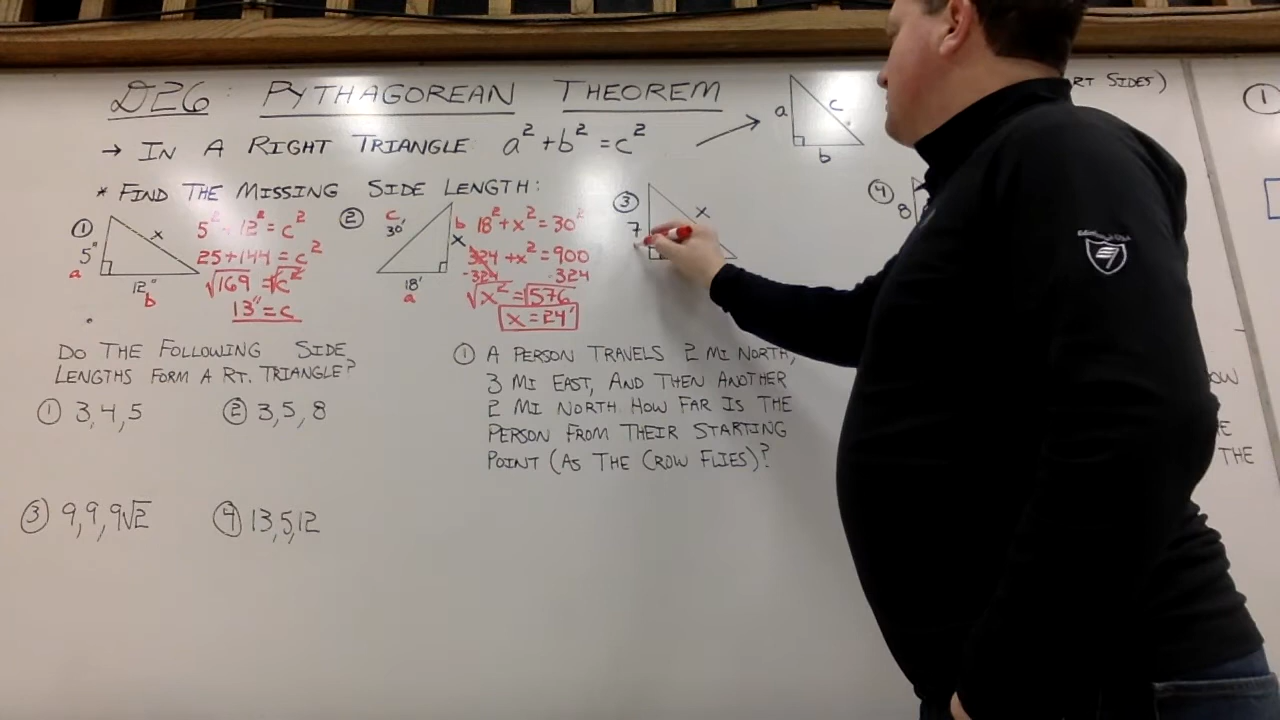 D26: PYTHAGOREAN THEOREM
→ IN A RIGHT TRIANGLE a² + b² = c²
a c b
RT SIDES)
* FIND THE MISSING SIDE LENGTH:
① 5" x 12" a b
5² + 12² = c²
25 + 144 = c²
√169 = √c²
13" = c
② c 30' b x 18' a
18² + x² = 30²
324 + x² = 900
-324 -324
√x² = √576
x = 24'
③ 7 x
④ 8
①
DO THE FOLLOWING SIDE
LENGTHS FORM A RT. TRIANGLE?
① 3,4,5
② 3,5,8
③ 9,9,9√2
④ 13,5,12
① A PERSON TRAVELS 2 MI NORTH,
3 MI EAST, AND THEN ANOTHER
2 MI NORTH. HOW FAR IS THE
PERSON FROM THEIR STARTING
POINT (AS THE CROW FLIES)?
OW
E
THE